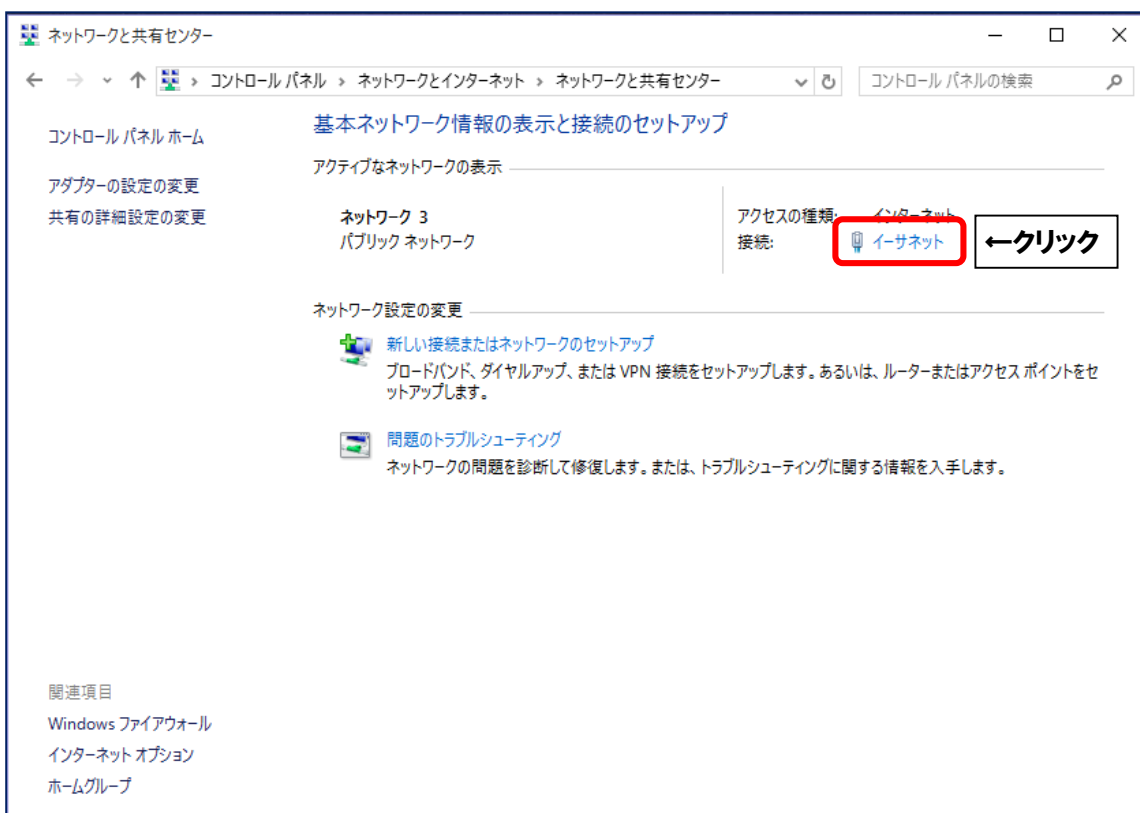 ネットワークと共有センター
コントロール パネル › ネットワークとインターネット › ネットワークと共有センター
コントロール パネルの検索
コントロール パネル ホーム
アダプターの設定の変更
共有の詳細設定の変更
基本ネットワーク情報の表示と接続のセットアップ
アクティブなネットワークの表示
ネットワーク 3
パブリック ネットワーク
アクセスの種類: インターネット
接続: イーサネット
←クリック
ネットワーク設定の変更
新しい接続またはネットワークのセットアップ
ブロードバンド、ダイヤルアップ、または VPN 接続をセットアップします。あるいは、ルーターまたはアクセス ポイントをセ
ットアップします。
問題のトラブルシューティング
ネットワークの問題を診断して修復します。または、トラブルシューティングに関する情報を入手します。
関連項目
Windows ファイアウォール
インターネット オプション
ホームグループ